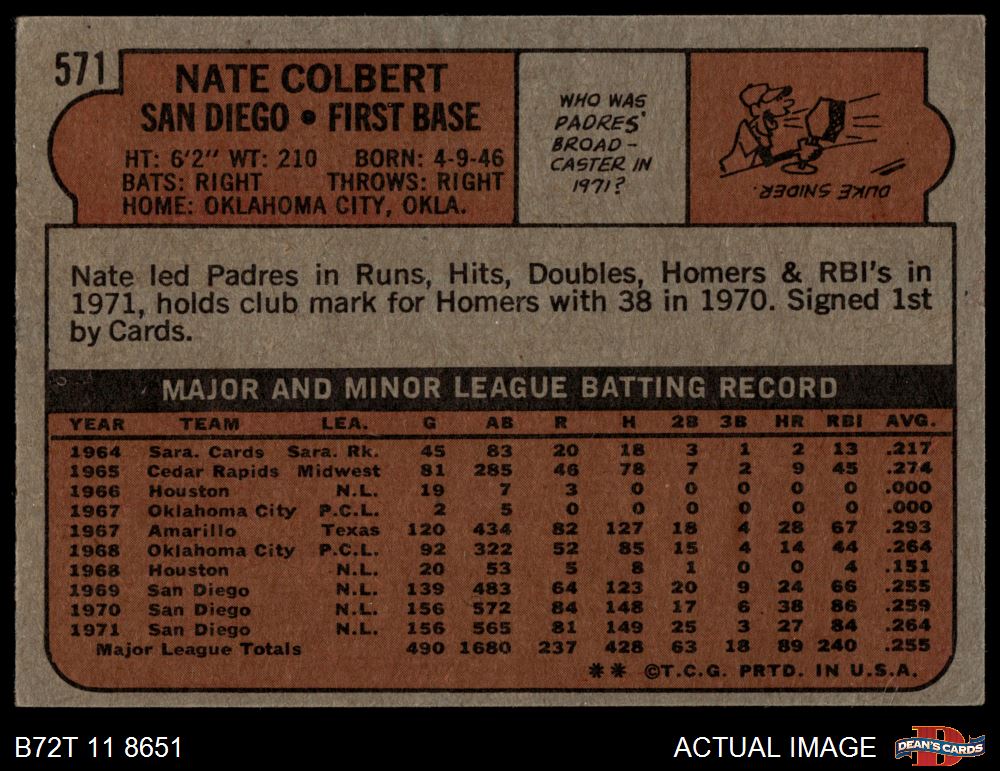 571
NATE COLBERT
SAN DIEGO • FIRST BASE
HT: 6'2" WT: 210 BORN: 4-9-46
BATS: RIGHT THROWS: RIGHT
HOME: OKLAHOMA CITY, OKLA.
WHO WAS
PADRES'
BROAD-
CASTER IN
1971?
DUKE SNIDER.
Nate led Padres in Runs, Hits, Doubles, Homers & RBI's in
1971, holds club mark for Homers with 38 in 1970. Signed 1st
by Cards.
MAJOR AND MINOR LEAGUE BATTING RECORD
YEAR TEAM LEA. G AB R H 2B 3B HR RBI AVG.
1964 Sara. Cards Sara. Rk. 45 83 20 18 3 1 2 13 .217
1965 Cedar Rapids Midwest 81 285 46 78 7 2 9 45 .274
1966 Houston N.L. 19 7 3 0 0 0 0 0 .000
1967 Oklahoma City P.C.L. 2 5 0 0 0 0 0 0 .000
1967 Amarillo Texas 120 434 82 127 18 4 28 67 .293
1968 Oklahoma City P.C.L. 92 322 52 85 15 4 14 44 .264
1968 Houston N.L. 20 53 5 8 1 0 0 4 .151
1969 San Diego N.L. 139 483 64 123 20 9 24 66 .255
1970 San Diego N.L. 156 572 84 148 17 6 38 86 .259
1971 San Diego N.L. 156 565 81 149 25 3 27 84 .264
Major League Totals 490 1680 237 428 63 18 89 240 .255
** ©T.C.G. PRTD. IN U.S.A.
B72T 11 8651
ACTUAL IMAGE
D
DEAN'S CARDS